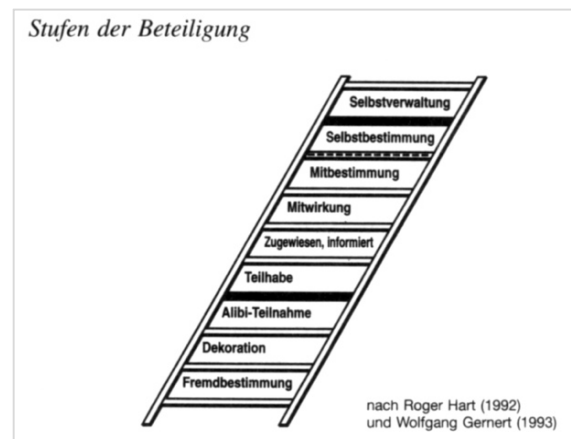 Stufen der Beteiligung
Selbstverwaltung
Selbstbestimmung
Mitbestimmung
Mitwirkung
Zugewiesen, informiert
Teilhabe
Alibi-Teilnahme
Dekoration
Fremdbestimmung
nach Roger Hart (1992)
und Wolfgang Gernert (1993)